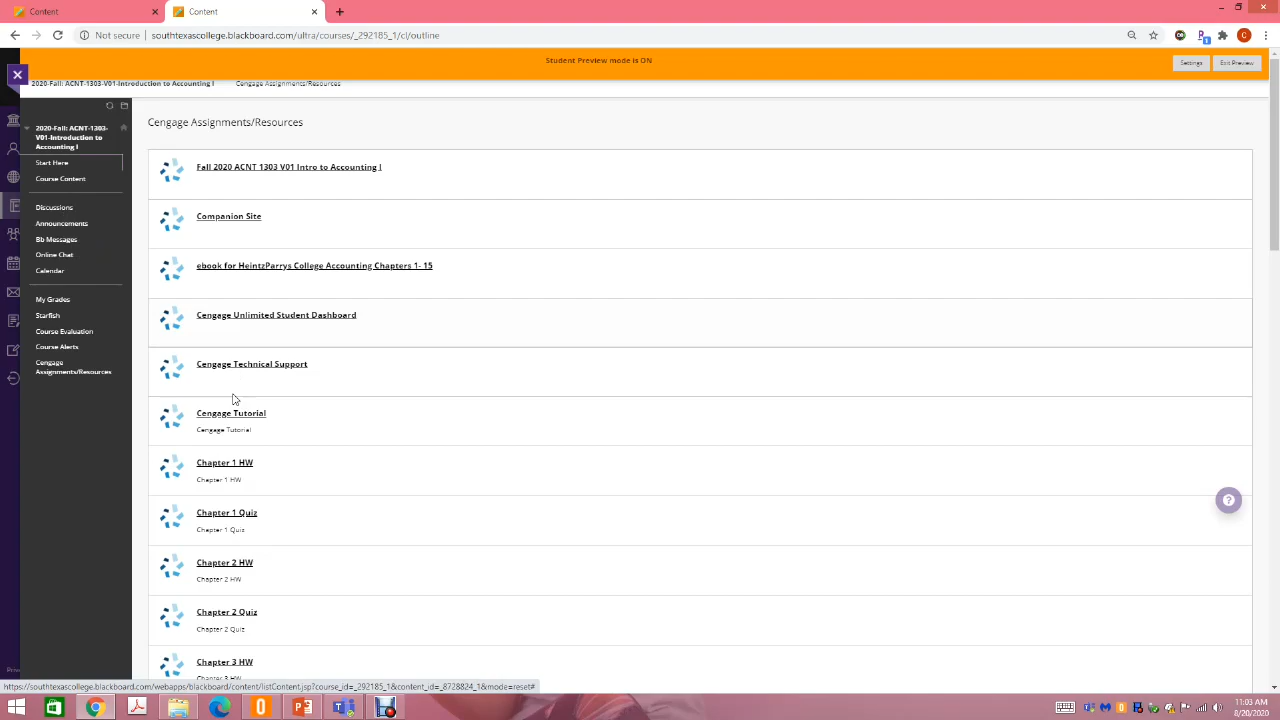 Content
Content
Not secure
southtexascollege.blackboard.com/ultra/courses/_292185_1/cl/outline
Student Preview mode is ON
Settings
Exit Preview
2020-Fall: ACNT-1303-V01-Introduction to Accounting I
Cengage Assignments/Resources
2020-Fall: ACNT-1303-
V01-Introduction to
Accounting I
Start Here
Course Content
Discussions
Announcements
Bb Messages
Online Chat
Calendar
My Grades
Starfish
Course Evaluation
Course Alerts
Cengage
Assignments/Resources
Cengage Assignments/Resources
Fall 2020 ACNT 1303 V01 Intro to Accounting I
Companion Site
ebook for HeintzParrys College Accounting Chapters 1- 15
Cengage Unlimited Student Dashboard
Cengage Technical Support
Cengage Tutorial
Cengage Tutorial
Chapter 1 HW
Chapter 1 HW
Chapter 1 Quiz
Chapter 1 Quiz
Chapter 2 HW
Chapter 2 HW
Chapter 2 Quiz
Chapter 2 Quiz
Chapter 3 HW
Chapter 3 HW
https://southtexascollege.blackboard.com/webapps/blackboard/content/listContent.jsp?course_id=_292185_1&content_id=_8728824_1&mode=reset#
11:03 AM
8/20/2020